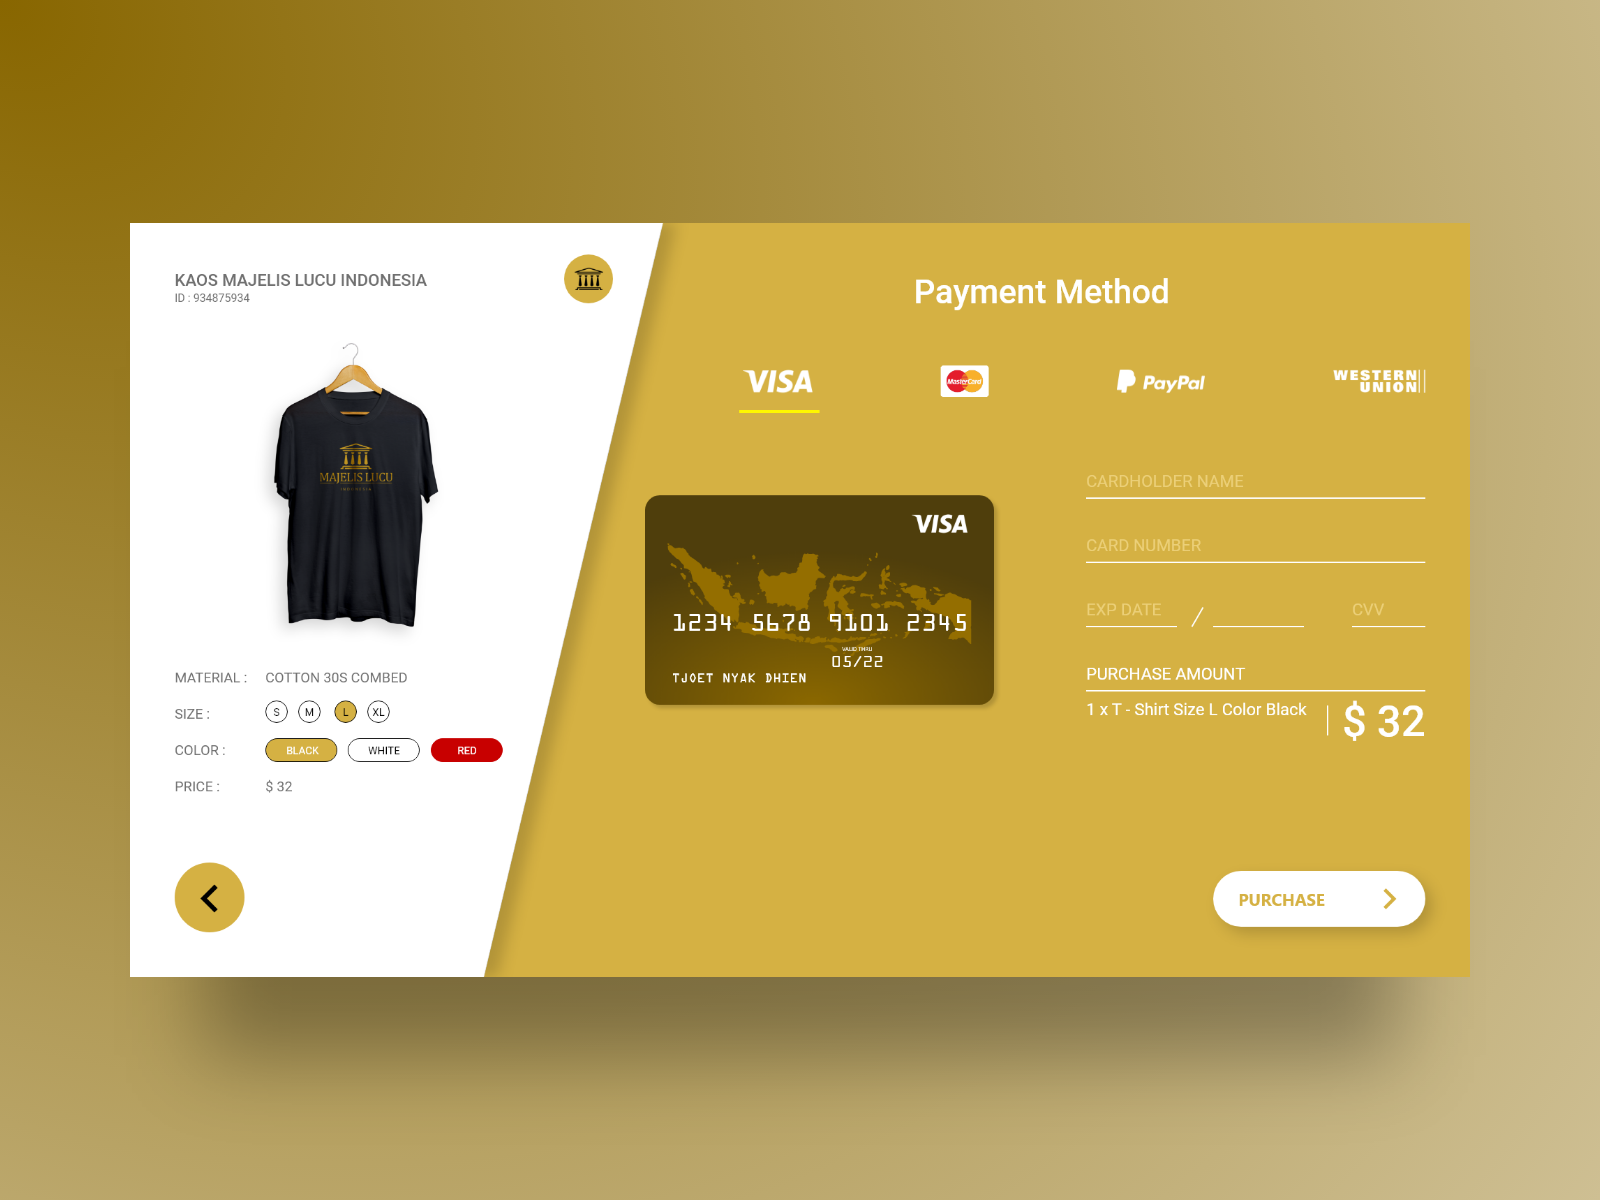 KAOS MAJELIS LUCU INDONESIA
ID : 934875934
MAJELIS LUCU
INDONESIA
MATERIAL : COTTON 30S COMBED
SIZE : S M L XL
COLOR : BLACK WHITE RED
PRICE : $ 32
Payment Method
VISA MasterCard PayPal WESTERN UNION
VISA
1234 5678 9101 2345
VALID THRU
05/22
TJOET NYAK DHIEN
CARDHOLDER NAME
CARD NUMBER
EXP DATE / CVV
PURCHASE AMOUNT
1 x T - Shirt Size L Color Black | $ 32
PURCHASE